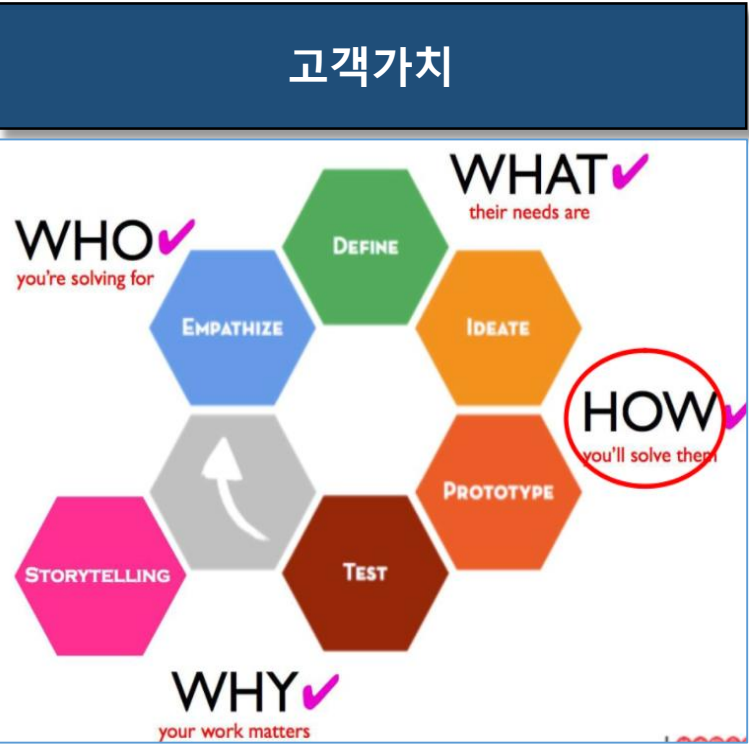 고객가치
WHAT✔
their needs are
WHO✔
you're solving for
DEFINE
EMPATHIZE
IDEATE
HOW✔
you'll solve them
PROTOTYPE
STORYTELLING
TEST
WHY✔
your work matters